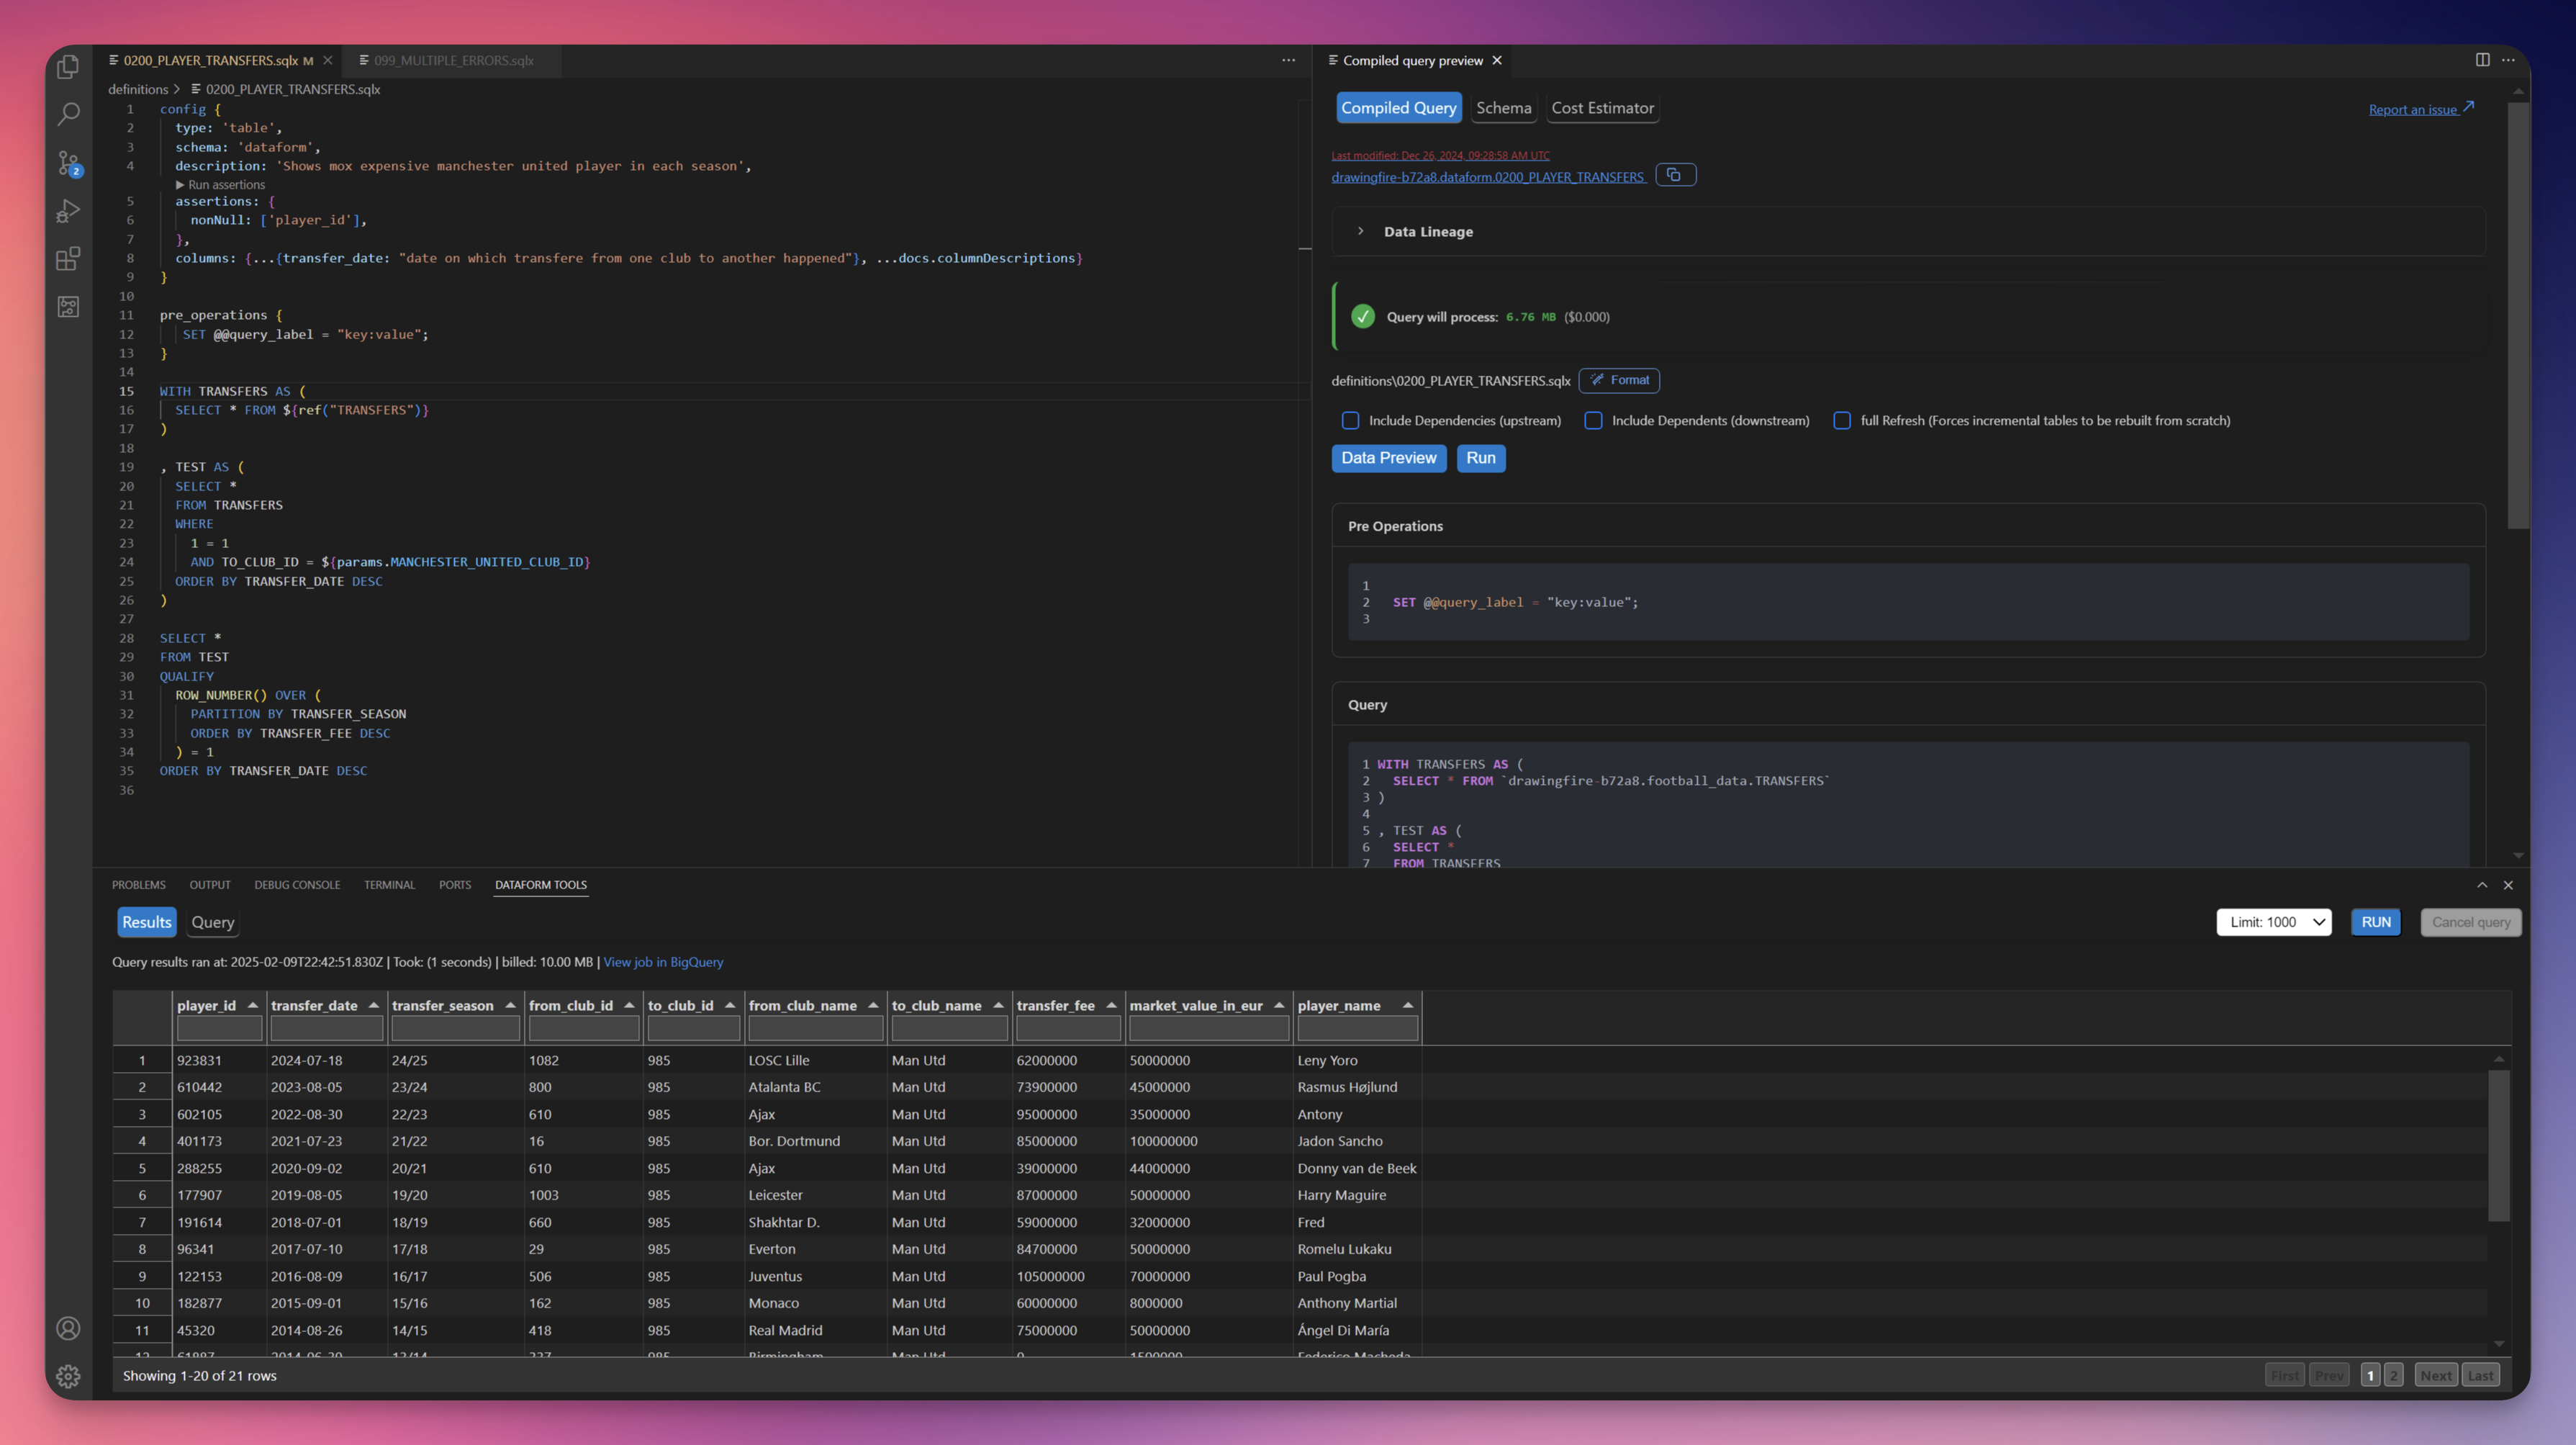 0200_PLAYER_TRANSFERS.sqlx M
099_MULTIPLE_ERRORS.sqlx
definitions > 0200_PLAYER_TRANSFERS.sqlx
1 config {
2 type: 'table',
3 schema: 'dataform',
4 description: 'Shows mox expensive manchester united player in each season',
Run assertions
5 assertions: {
6 nonNull: ['player_id'],
7 },
8 columns: {...{transfer_date: "date on which transfere from one club to another happened"}, ...docs.columnDescriptions}
9 }
10
11 pre_operations {
12 SET @@query_label = "key:value";
13 }
14
15 WITH TRANSFERS AS (
16 SELECT * FROM ${ref("TRANSFERS")}
17 )
18
19 , TEST AS (
20 SELECT *
21 FROM TRANSFERS
22 WHERE
23 1 = 1
24 AND TO_CLUB_ID = ${params.MANCHESTER_UNITED_CLUB_ID}
25 ORDER BY TRANSFER_DATE DESC
26 )
27
28 SELECT *
29 FROM TEST
30 QUALIFY
31 ROW_NUMBER() OVER (
32 PARTITION BY TRANSFER_SEASON
33 ORDER BY TRANSFER_FEE DESC
34 ) = 1
35 ORDER BY TRANSFER_DATE DESC
36
2
Compiled query preview
Compiled Query Schema Cost Estimator
Report an issue
Last modified: Dec 26, 2024, 09:28:58 AM UTC
drawingfire-b72a8.dataform.0200_PLAYER_TRANSFERS
Data Lineage
Query will process: 6.76 MB ($0.000)
definitions\0200_PLAYER_TRANSFERS.sqlx Format
Include Dependencies (upstream) Include Dependents (downstream) full Refresh (Forces incremental tables to be rebuilt from scratch)
Data Preview Run
Pre Operations
1
2 SET @@query_label = "key:value";
3
Query
1 WITH TRANSFERS AS (
2 SELECT * FROM `drawingfire-b72a8.football_data.TRANSFERS`
3 )
4
5 , TEST AS (
6 SELECT *
7 FROM TRANSFERS
PROBLEMS OUTPUT DEBUG CONSOLE TERMINAL PORTS DATAFORM TOOLS
Results Query
Limit: 1000 RUN Cancel query
Query results ran at: 2025-02-09T22:42:51.830Z | Took: (1 seconds) | billed: 10.00 MB | View job in BigQuery
player_id transfer_date transfer_season from_club_id to_club_id from_club_name to_club_name transfer_fee market_value_in_eur player_name
1 923831 2024-07-18 24/25 1082 985 LOSC Lille Man Utd 62000000 50000000 Leny Yoro
2 610442 2023-08-05 23/24 800 985 Atalanta BC Man Utd 73900000 45000000 Rasmus Højlund
3 602105 2022-08-30 22/23 610 985 Ajax Man Utd 95000000 35000000 Antony
4 401173 2021-07-23 21/22 16 985 Bor. Dortmund Man Utd 85000000 100000000 Jadon Sancho
5 288255 2020-09-02 20/21 610 985 Ajax Man Utd 39000000 44000000 Donny van de Beek
6 177907 2019-08-05 19/20 1003 985 Leicester Man Utd 87000000 50000000 Harry Maguire
7 191614 2018-07-01 18/19 660 985 Shakhtar D. Man Utd 59000000 32000000 Fred
8 96341 2017-07-10 17/18 29 985 Everton Man Utd 84700000 50000000 Romelu Lukaku
9 122153 2016-08-09 16/17 506 985 Juventus Man Utd 105000000 70000000 Paul Pogba
10 182877 2015-09-01 15/16 162 985 Monaco Man Utd 60000000 8000000 Anthony Martial
11 45320 2014-08-26 14/15 418 985 Real Madrid Man Utd 75000000 50000000 Ángel Di María
12 61887 2014-06-30 13/14 337 985 Birmingham Man Utd 0 1500000 Federico Macheda
Showing 1-20 of 21 rows
First Prev 1 2 Next Last